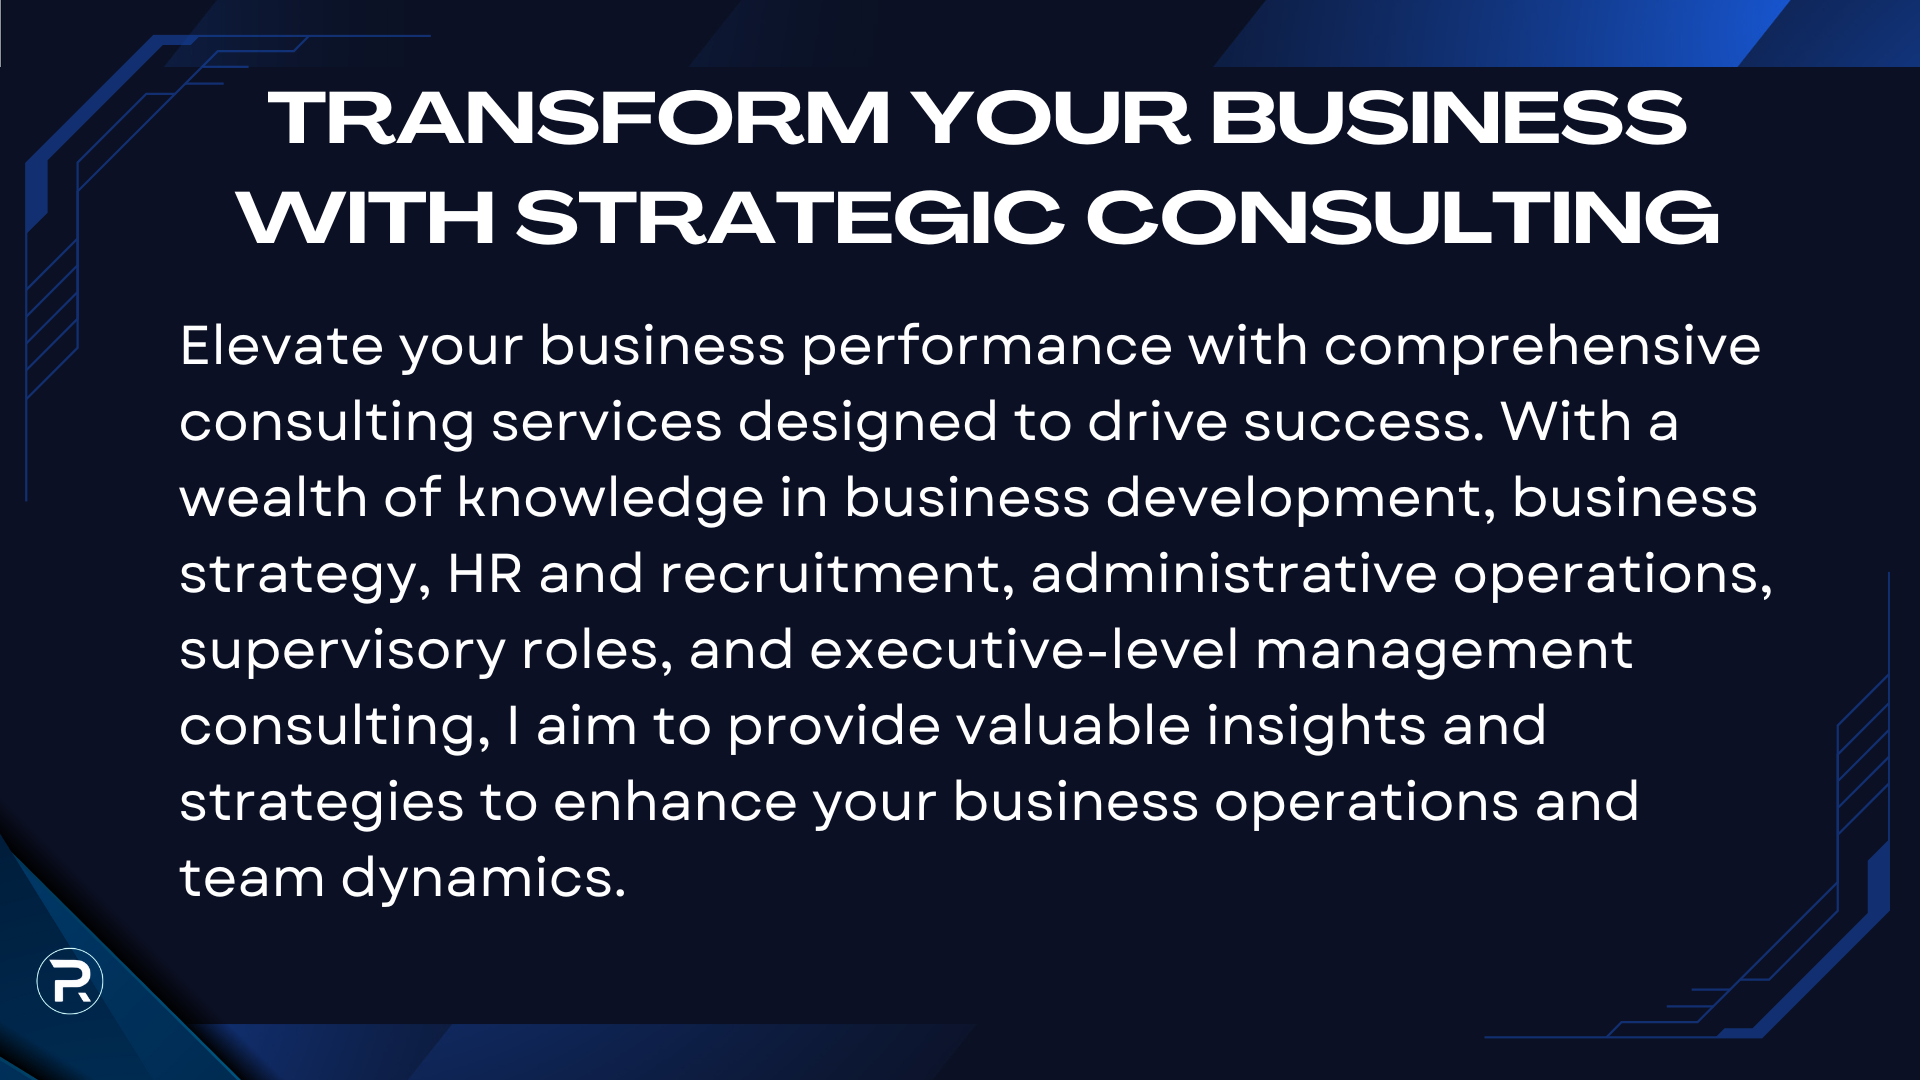 TRANSFORM YOUR BUSINESS
WITH STRATEGIC CONSULTING
Elevate your business performance with comprehensive
consulting services designed to drive success. With a
wealth of knowledge in business development, business
strategy, HR and recruitment, administrative operations,
supervisory roles, and executive-level management
consulting, I aim to provide valuable insights and
strategies to enhance your business operations and
team dynamics.
R